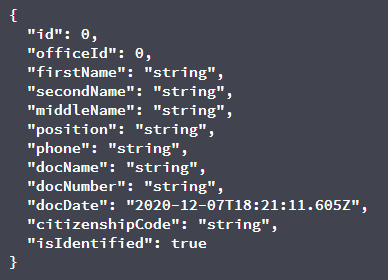 {
"id": 0,
"officeId": 0,
"firstName": "string",
"secondName": "string",
"middleName": "string",
"position": "string",
"phone": "string",
"docName": "string",
"docNumber": "string",
"docDate": "2020-12-07T18:21:11.605Z",
"citizenshipCode": "string",
"isIdentified": true
}